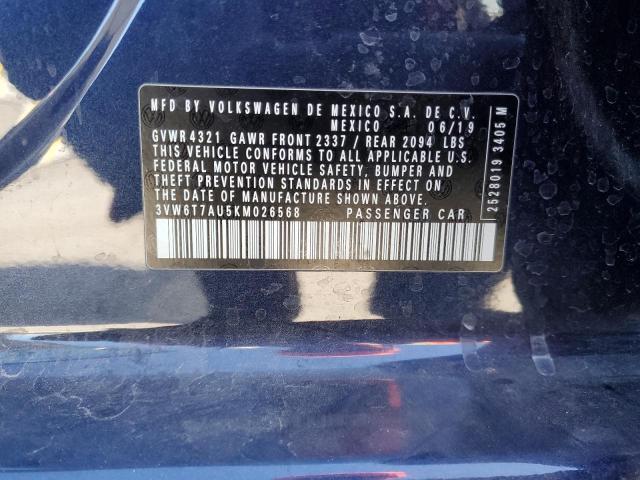 MFD BY VOLKSWAGEN DE MEXICO S.A. DE C.V.
MEXICO 06/19
GVWR 4321 GAWR FRONT 2337 / REAR 2094 LBS
THIS VEHICLE CONFORMS TO ALL APPLICABLE U.S.
FEDERAL MOTOR VEHICLE SAFETY, BUMPER AND
THEFT PREVENTION STANDARDS IN EFFECT ON
THE DATE OF MANUFACTURE SHOWN ABOVE.
3VW6T7AU5KM026568 PASSENGER CAR
2528019 3405 M